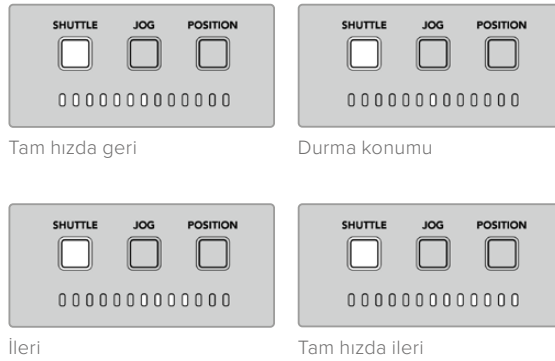 SHUTTLE JOG POSITION
Tam hızda geri
SHUTTLE JOG POSITION
Durma konumu
SHUTTLE JOG POSITION
İleri
SHUTTLE JOG POSITION
Tam hızda ileri